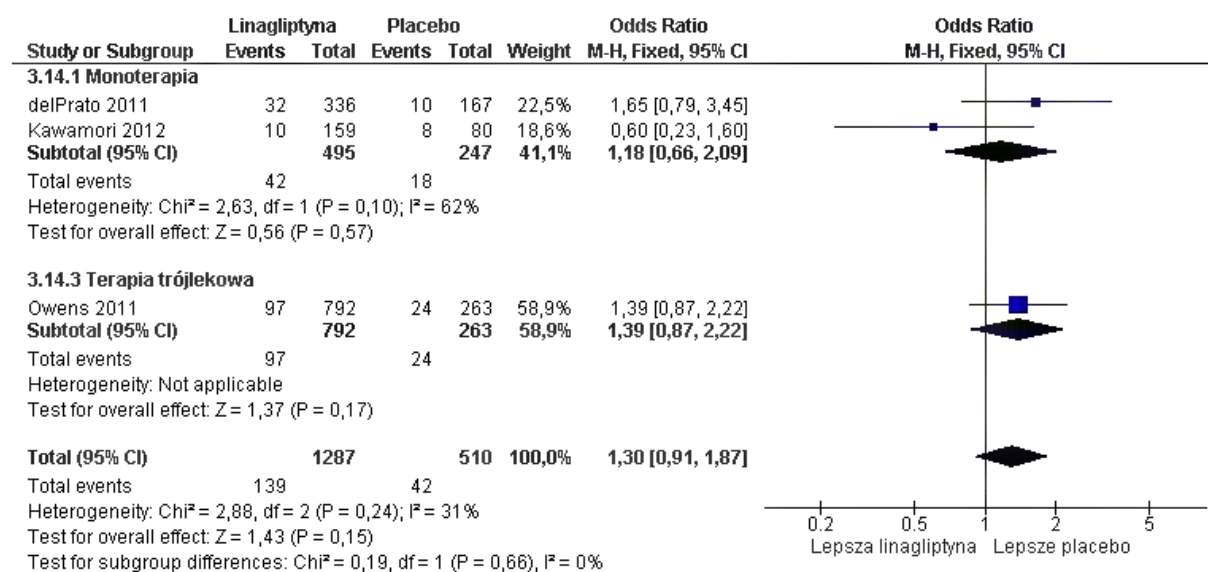 Linagliptyna Placebo Odds Ratio Odds Ratio
Study or Subgroup Events Total Events Total Weight M-H, Fixed, 95% CI M-H, Fixed, 95% CI
3.14.1 Monoterapia
delPrato 2011 32 336 10 167 22,5% 1,65 [0,79, 3,45]
Kawamori 2012 10 159 8 80 18,6% 0,60 [0,23, 1,60]
Subtotal (95% CI) 495 247 41,1% 1,18 [0,66, 2,09]
Total events 42 18
Heterogeneity: Chi² = 2,63, df = 1 (P = 0,10); I² = 62%
Test for overall effect: Z = 0,56 (P = 0,57)
3.14.3 Terapia trójlekowa
Owens 2011 97 792 24 263 58,9% 1,39 [0,87, 2,22]
Subtotal (95% CI) 792 263 58,9% 1,39 [0,87, 2,22]
Total events 97 24
Heterogeneity: Not applicable
Test for overall effect: Z = 1,37 (P = 0,17)
Total (95% CI) 1287 510 100,0% 1,30 [0,91, 1,87]
Total events 139 42
Heterogeneity: Chi² = 2,88, df = 2 (P = 0,24); I² = 31%
Test for overall effect: Z = 1,43 (P = 0,15)
Test for subgroup differences: Chi² = 0,19, df = 1 (P = 0,66), I² = 0%
0.2 0.5 1 2 5
Lepsza linagliptyna Lepsze placebo